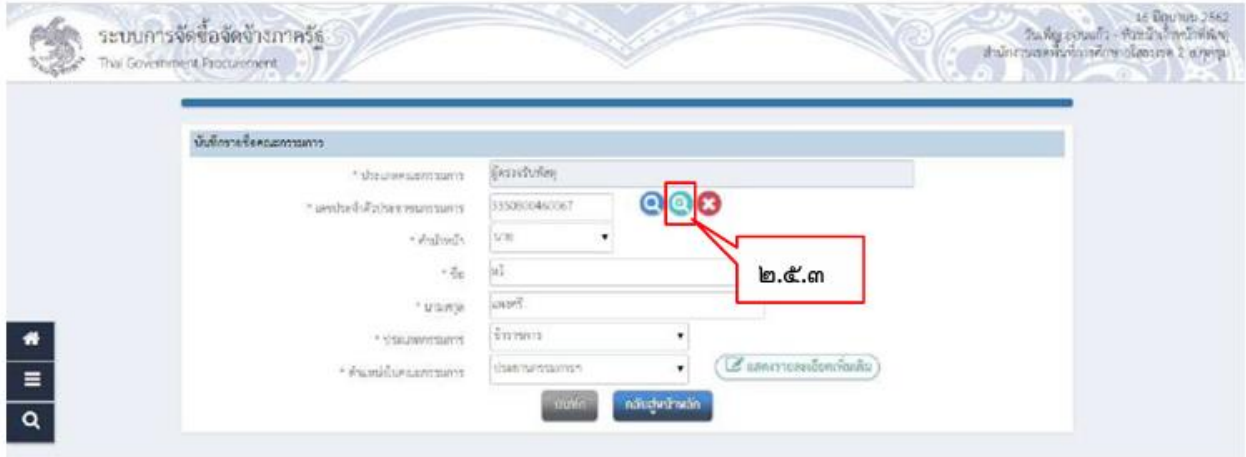 16 มิถุนายน 2562
ระบบการจัดซื้อจัดจ้างภาครัฐ
Thai Government Procurement
บันทึกรายชื่อคณะกรรมการ
* ประเภทคณะกรรมการ ผู้ตรวจรับพัสดุ
* เลขประจำตัวประชาชนกรรมการ
* คำนำหน้า นาย
๒.๕.๓
* ชื่อ
* นามสกุล
* ประเภทกรรมการ ข้าราชการ
* ตำแหน่งในคณะกรรมการ ประธานกรรมการฯ แสดงรายละเอียดเพิ่มเติม
บันทึก กลับสู่หน้าหลัก